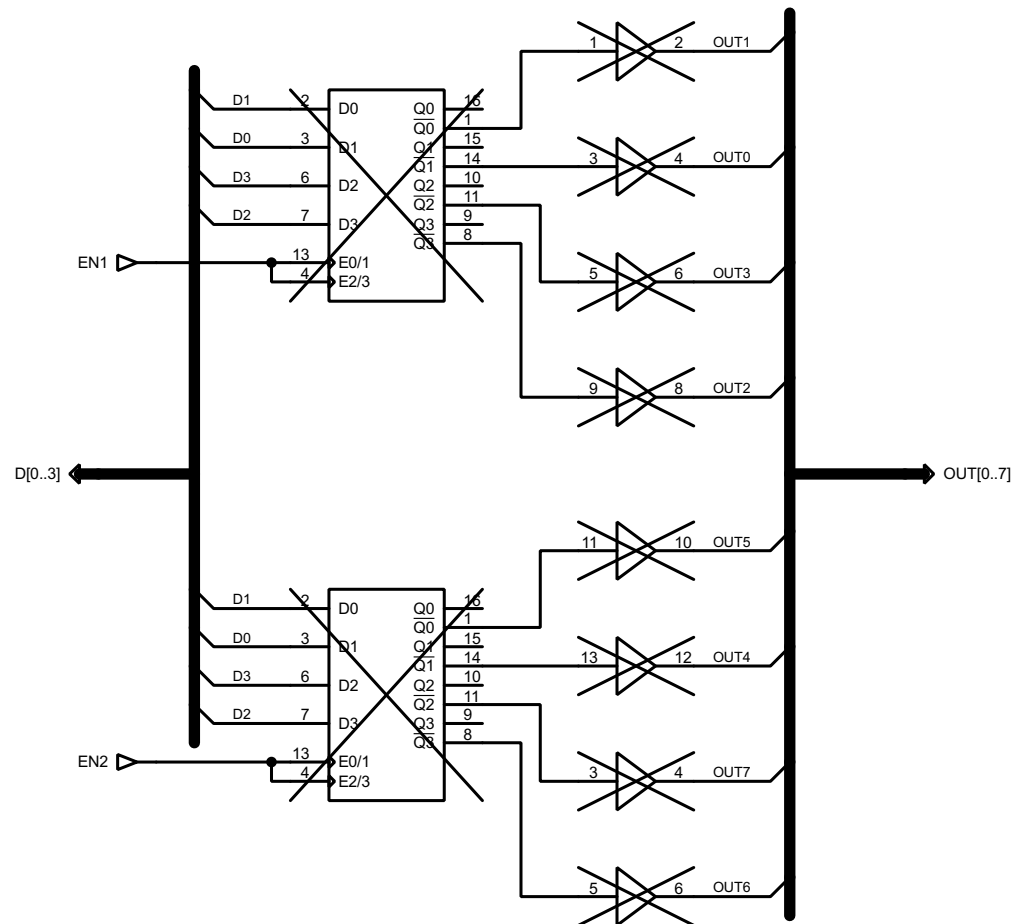 1 2 OUT1
D1 2 D0 Q0 16
Q0 1
D0 3 D1 Q1 15
Q1 14 3 4 OUT0
D3 6 D2 Q2 10
Q2 11
D2 7 D3 Q3 9
Q3 8
EN1 13 E0/1
4 E2/3 5 6 OUT3
9 8 OUT2
D[0..3] OUT[0..7]
11 10 OUT5
D1 2 D0 Q0 16
Q0 1
D0 3 D1 Q1 15
Q1 14 13 12 OUT4
D3 6 D2 Q2 10
Q2 11
D2 7 D3 Q3 9
Q3 8
EN2 13 E0/1
4 E2/3 3 4 OUT7
5 6 OUT6